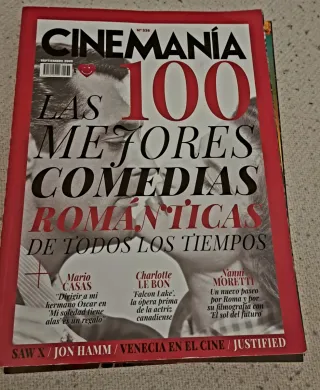 CINEMANÍA
100
LAS
MEJORES
COMEDIAS
ROMÁNTICAS
DE TODOS LOS TIEMPOS
+
Mario
CASAS
'Dirigir a mi
hermano Óscar en
'Mi soledad tiene
alas' es un regalo'
Charlotte
LE BON
'Falcon Lake',
la ópera prima
de la actriz
canadiense
Nanni
MORETTI
Un nuevo paseo
por Roma y por
su filmografía con
'El sol del futuro'
SAW X / JON HAMM / VENECIA EN EL CINE / JUSTIFIED